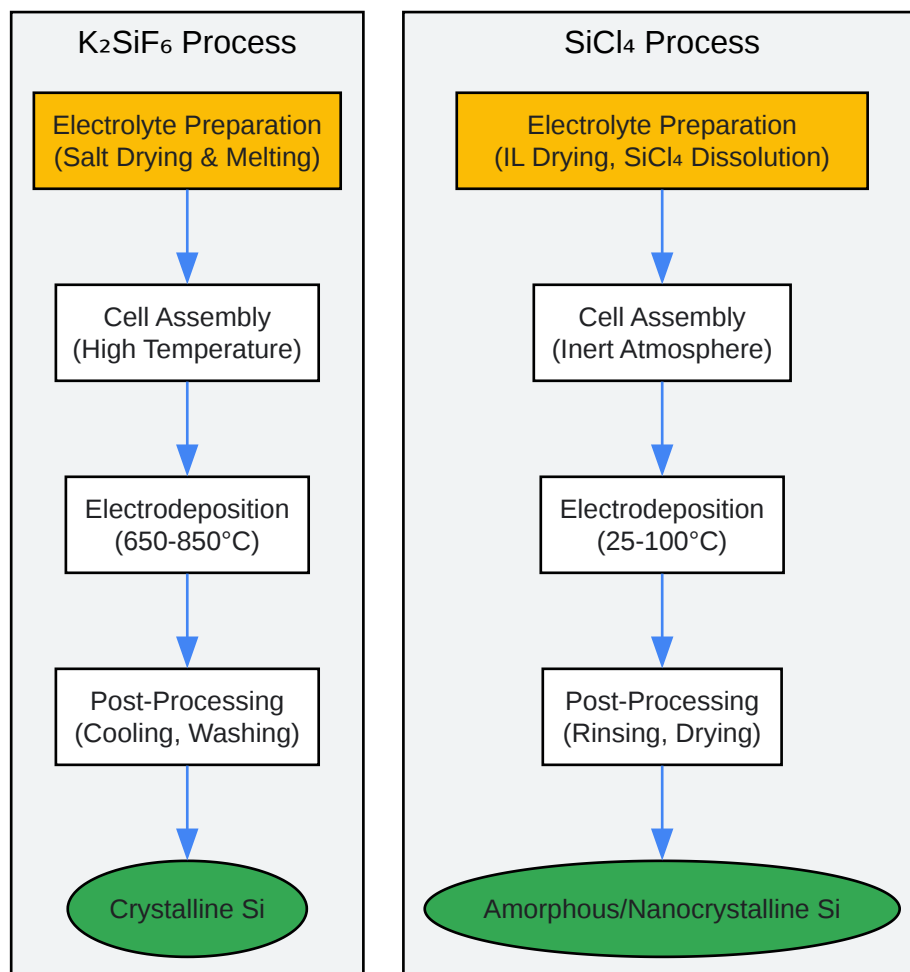 K₂SiF₆ Process
Electrolyte Preparation
(Salt Drying & Melting)
Cell Assembly
(High Temperature)
Electrodeposition
(650-850°C)
Post-Processing
(Cooling, Washing)
Crystalline Si
SiCl₄ Process
Electrolyte Preparation
(IL Drying, SiCl₄ Dissolution)
Cell Assembly
(Inert Atmosphere)
Electrodeposition
(25-100°C)
Post-Processing
(Rinsing, Drying)
Amorphous/Nanocrystalline Si